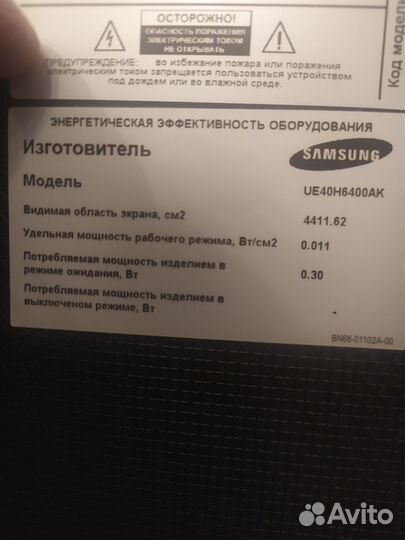 ОСТОРОЖНО!
ОПАСНОСТЬ ПОРАЖЕНИЯ
ЭЛЕКТРИЧЕСКИМ ТОКОМ
НЕ ОТКРЫВАТЬ
ПРЕДУПРЕЖДЕНИЕ: во избежание пожара или поражения
электрическим током запрещается пользоваться устройством
под дождем или во влажной среде.
Код модели
ЭНЕРГЕТИЧЕСКАЯ ЭФФЕКТИВНОСТЬ ОБОРУДОВАНИЯ
Изготовитель SAMSUNG
Модель UE40H6400AK
Видимая область экрана, см2 4411.62
Удельная мощность рабочего режима, Вт/см2 0.011
Потребляемая мощность изделием в
режиме ожидания, Вт 0.30
Потребляемая мощность изделием в
выключеном режиме, Вт -
BN68-01102A-00
Avito